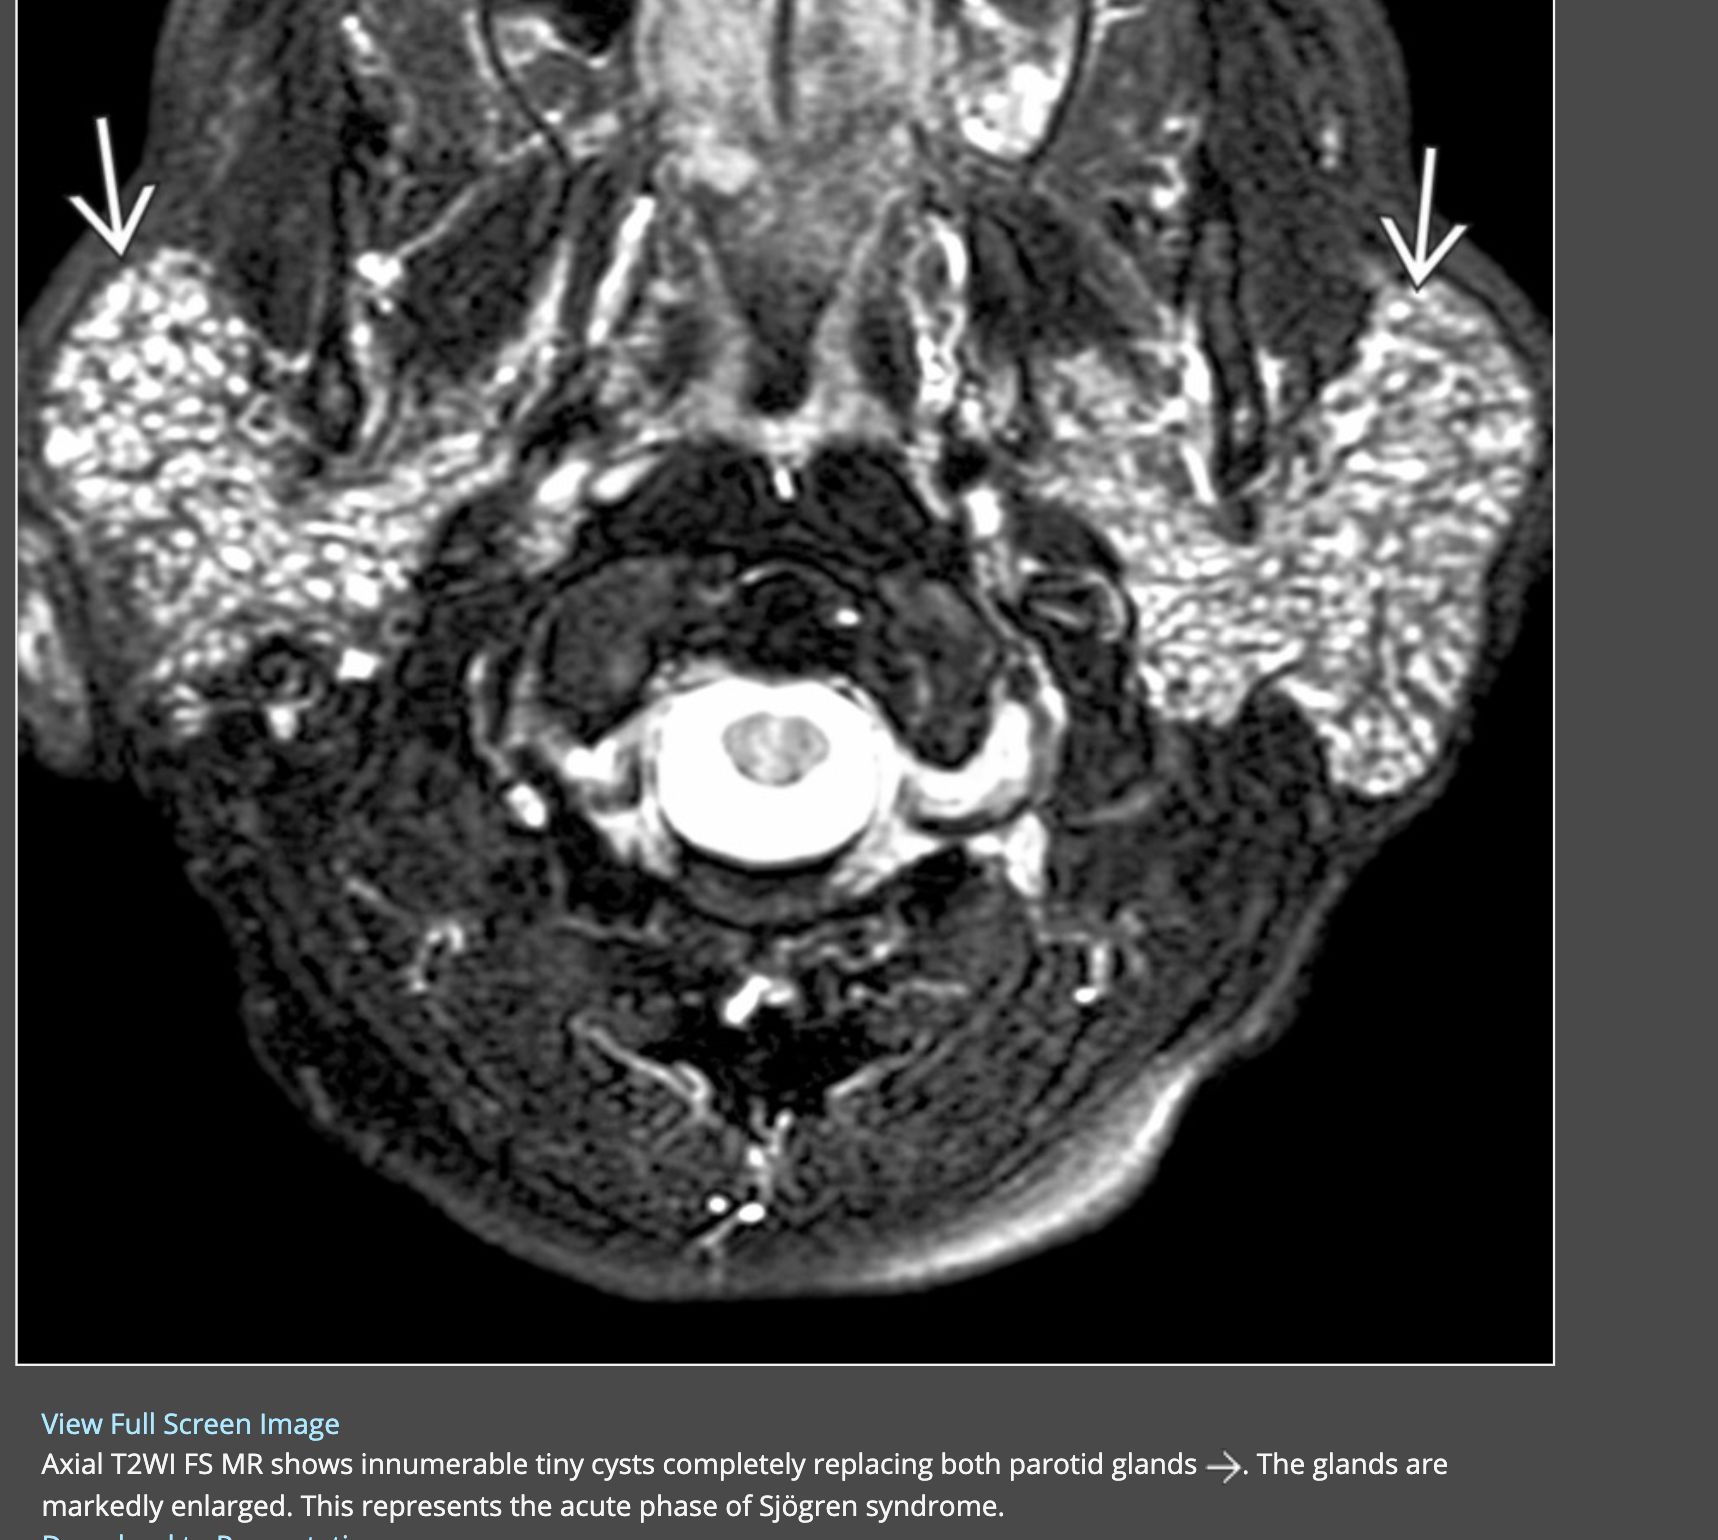 View Full Screen Image
Axial T2WI FS MR shows innumerable tiny cysts completely replacing both parotid glands →. The glands are
markedly enlarged. This represents the acute phase of Sjögren syndrome.